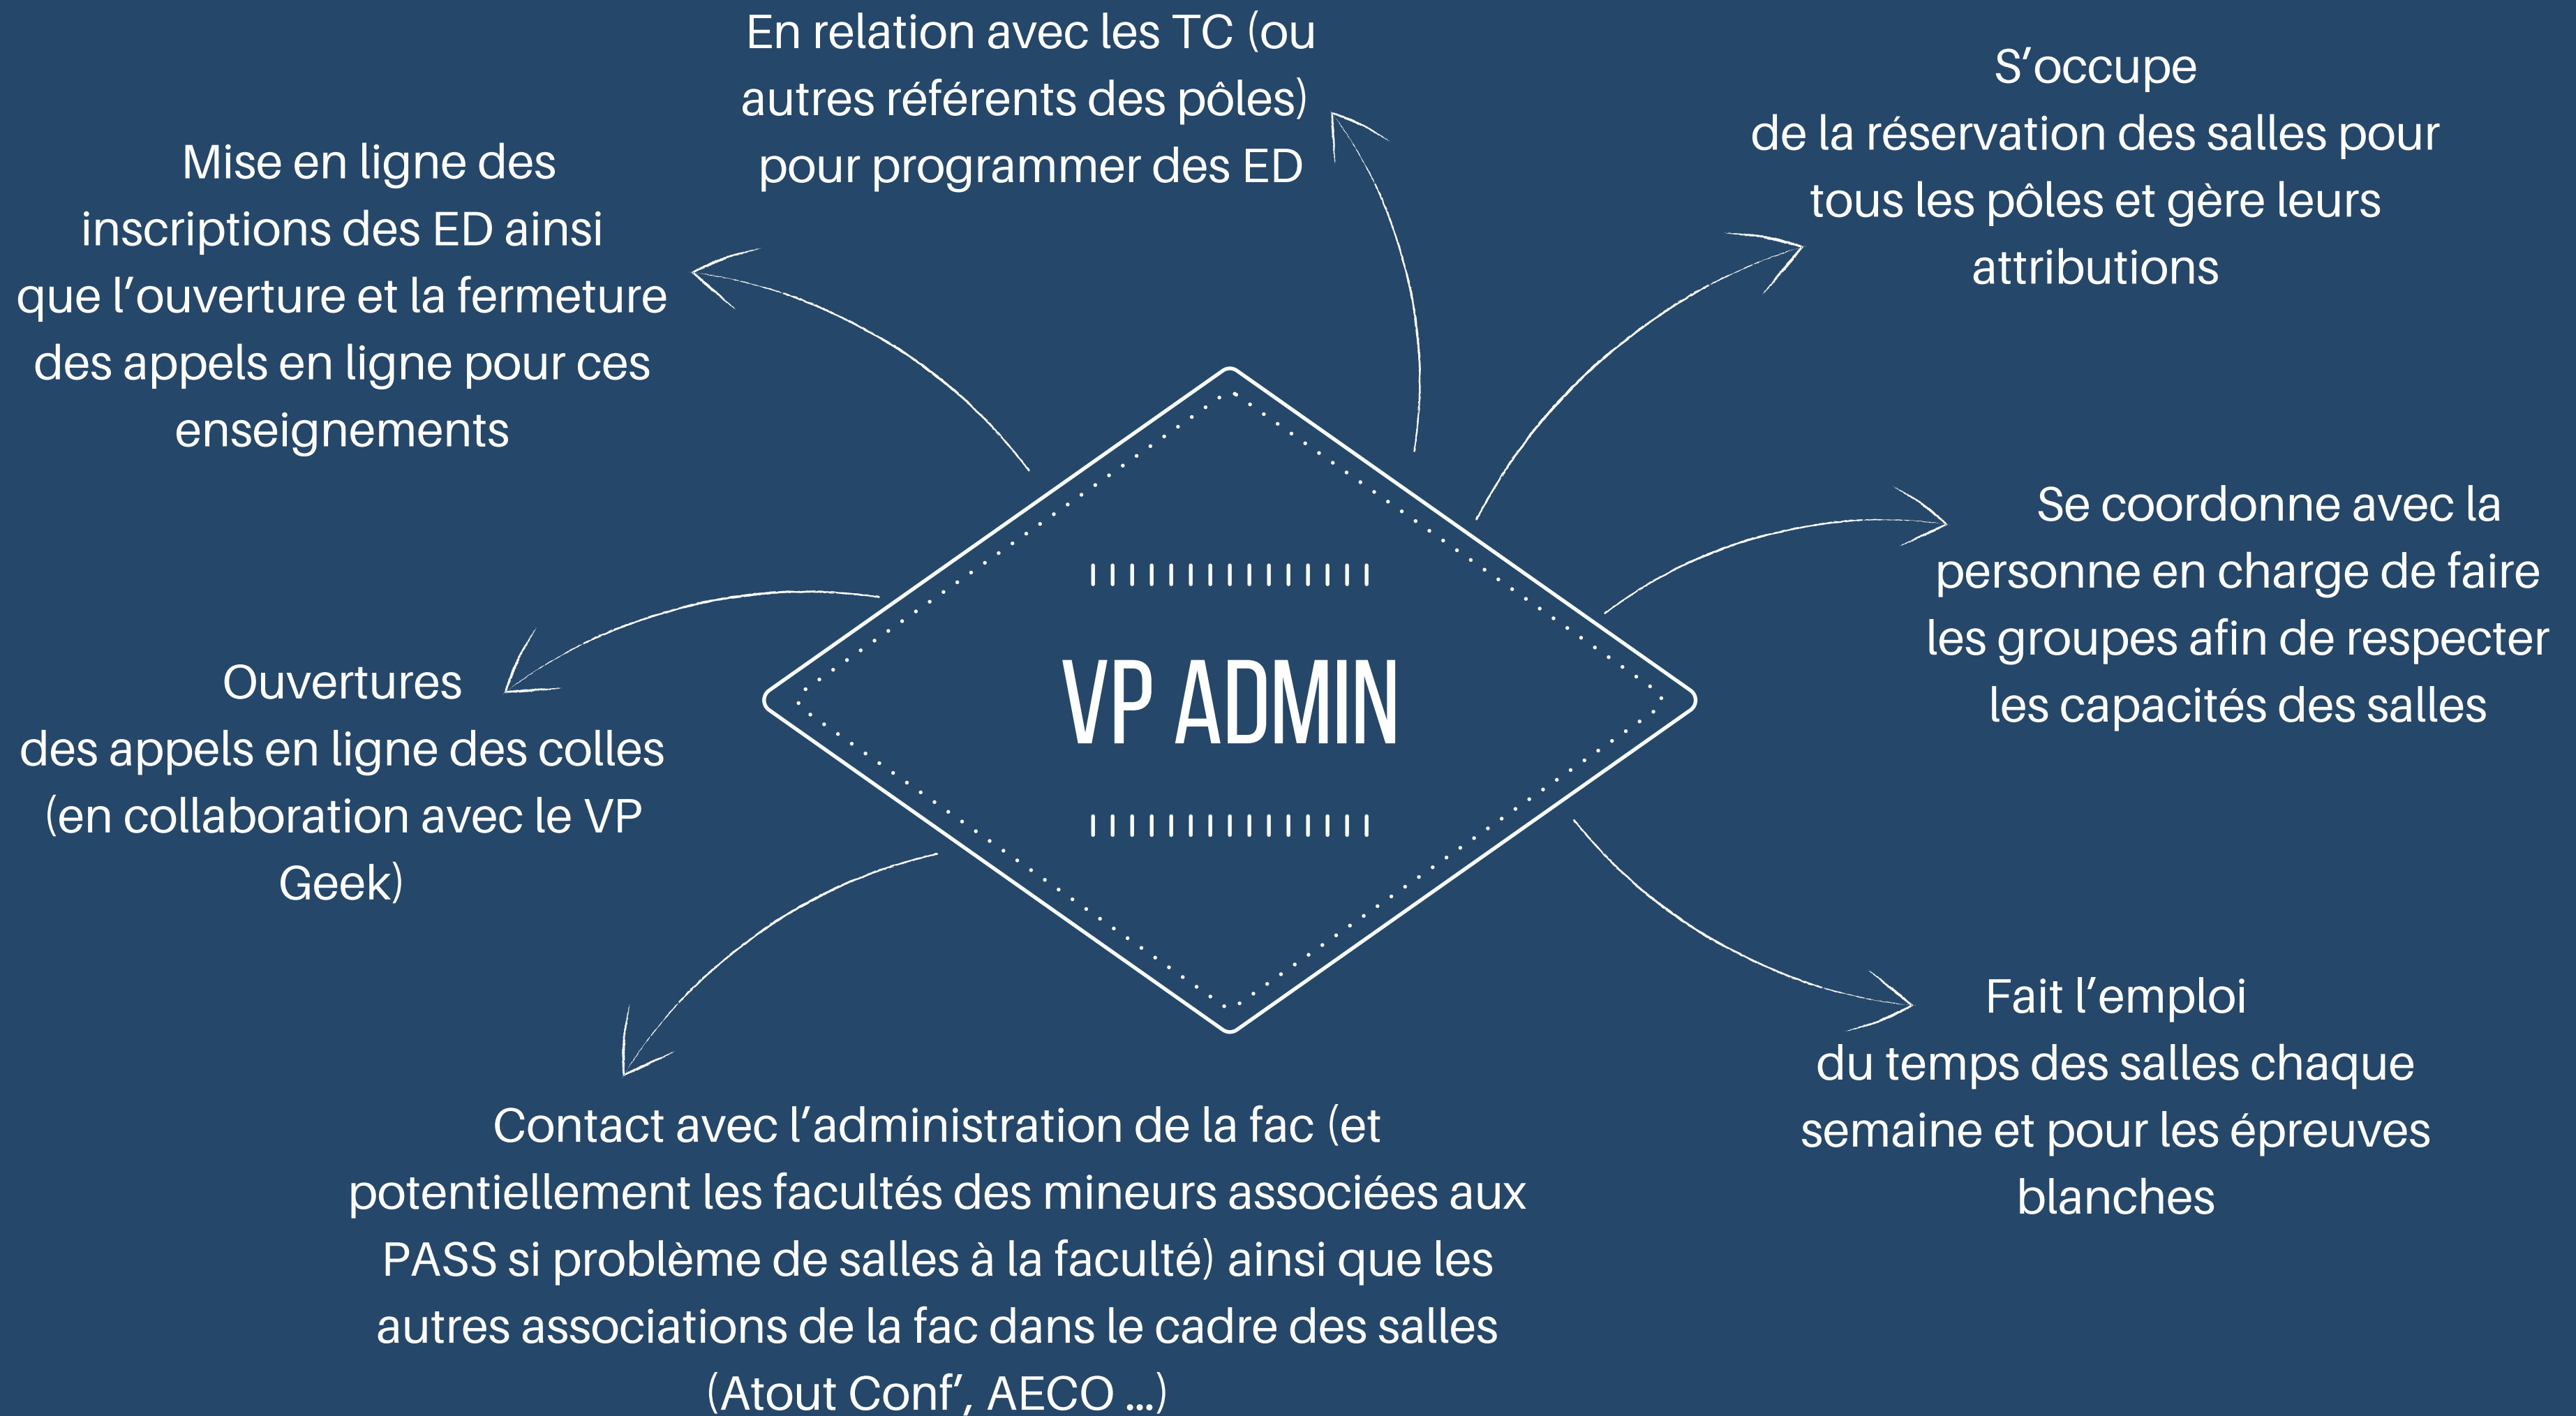 En relation avec les TC (ou
autres référents des pôles)
pour programmer des ED
S’occupe
de la réservation des salles pour
tous les pôles et gère leurs
attributions
Mise en ligne des
inscriptions des ED ainsi
que l’ouverture et la fermeture
des appels en ligne pour ces
enseignements
Se coordonne avec la
personne en charge de faire
les groupes afin de respecter
les capacités des salles
VP ADMIN
Ouvertures
des appels en ligne des colles
(en collaboration avec le VP
Geek)
Fait l’emploi
du temps des salles chaque
semaine et pour les épreuves
blanches
Contact avec l’administration de la fac (et
potentiellement les facultés des mineurs associées aux
PASS si problème de salles à la faculté) ainsi que les
autres associations de la fac dans le cadre des salles
(Atout Conf’, AECO ...)